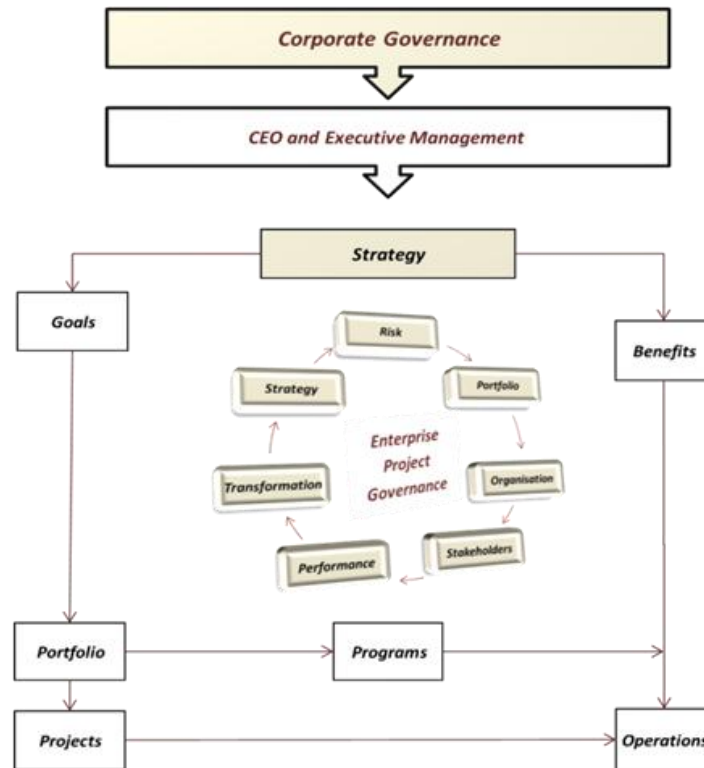 Corporate Governance
CEO and Executive Management
Strategy
Goals
Benefits
Risk
Strategy
Portfolio
Enterprise
Project
Governance
Transformation
Organisation
Stakeholders
Performance
Portfolio
Programs
Projects
Operations